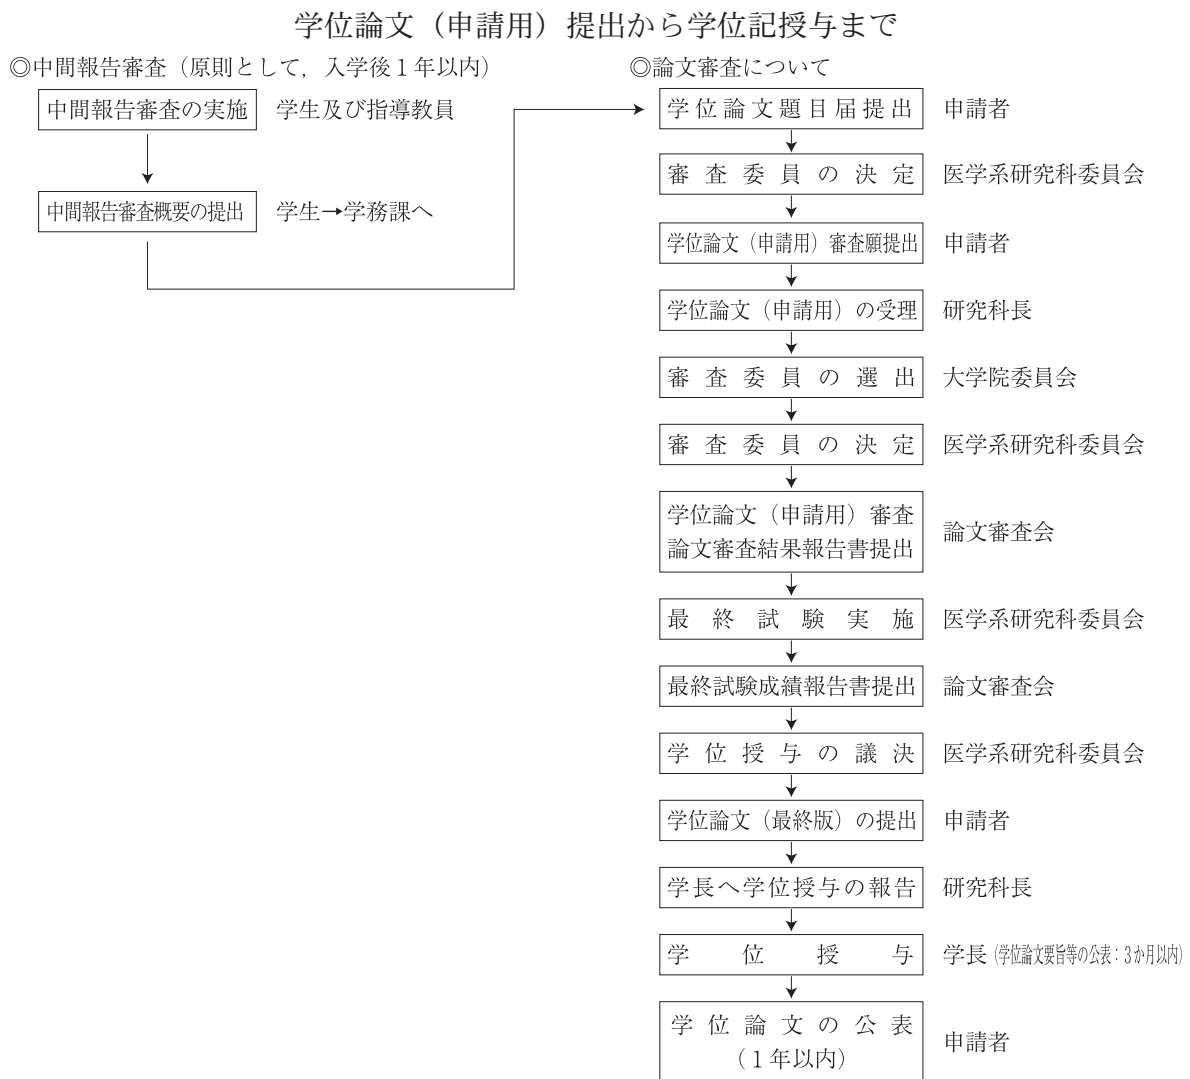 学位論文（申請用）提出から学位記授与まで
◎中間報告審査（原則として，入学後１年以内）
中間報告審査の実施 学生及び指導教員
中間報告審査概要の提出 学生→学務課へ
◎論文審査について
学位論文題目届提出 申請者
審査委員の決定 医学系研究科委員会
学位論文（申請用）審査願提出 申請者
学位論文（申請用）の受理 研究科長
審査委員の選出 大学院委員会
審査委員の決定 医学系研究科委員会
学位論文（申請用）審査
論文審査結果報告書提出 論文審査会
最終試験実施 医学系研究科委員会
最終試験成績報告書提出 論文審査会
学位授与の議決 医学系研究科委員会
学位論文（最終版）の提出 申請者
学長へ学位授与の報告 研究科長
学位授与 学長（学位論文要旨等の公表：３か月以内）
学位論文の公表
（１年以内） 申請者